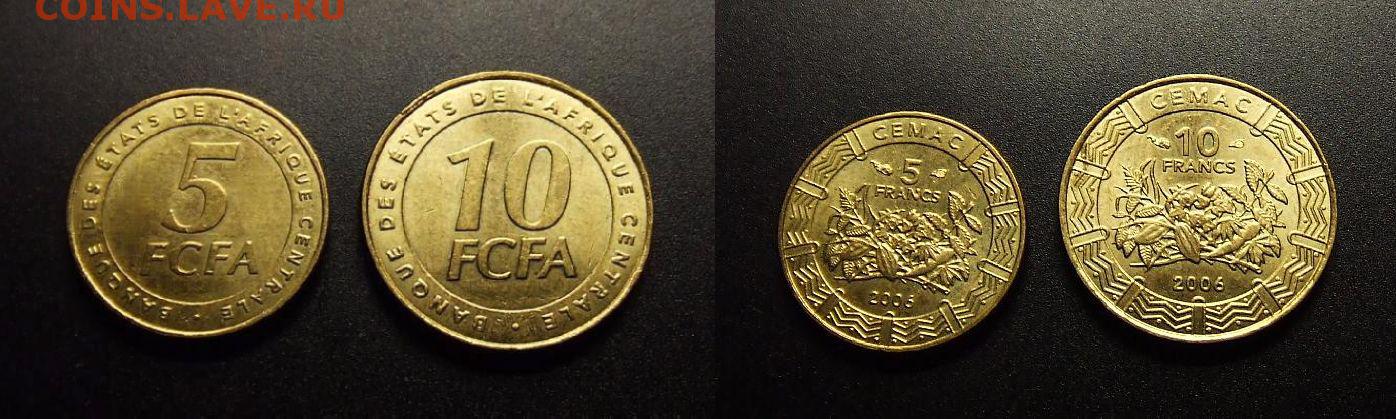 COINS.LAVE.RU
BANQUE DES ÉTATS DE L'AFRIQUE CENTRALE •
5
FCFA
BANQUE DES ÉTATS DE L'AFRIQUE CENTRALE •
10
FCFA
CEMAC
5
FRANCS
2006
CEMAC
10
FRANCS
2006